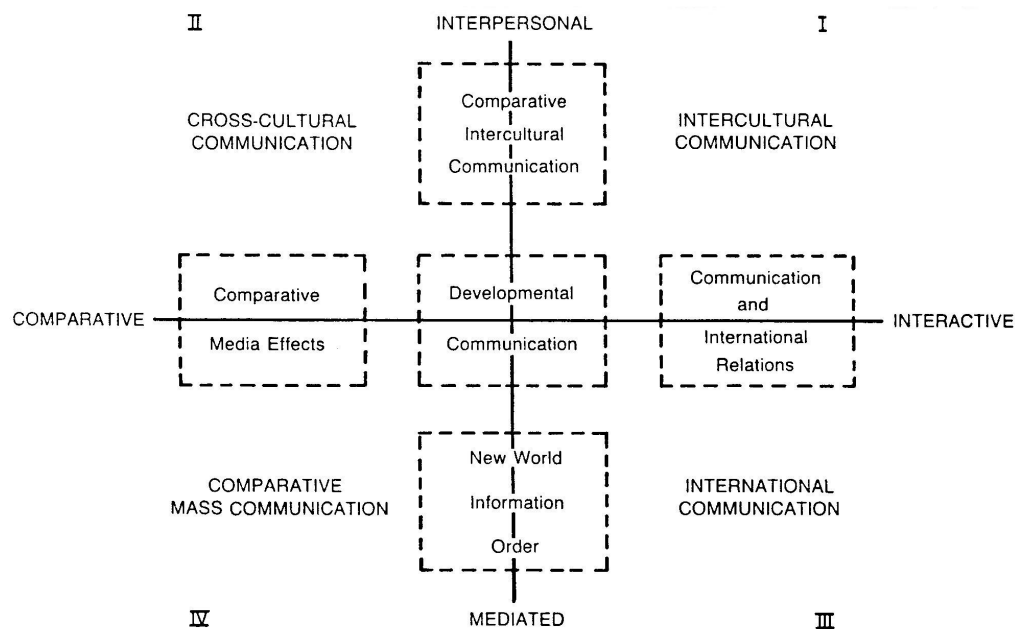 II
INTERPERSONAL
I
CROSS-CULTURAL
COMMUNICATION
Comparative
Intercultural
Communication
INTERCULTURAL
COMMUNICATION
COMPARATIVE
Comparative
Media Effects
Developmental
Communication
Communication
and
International
Relations
INTERACTIVE
COMPARATIVE
MASS COMMUNICATION
New World
Information
Order
INTERNATIONAL
COMMUNICATION
IV
MEDIATED
III